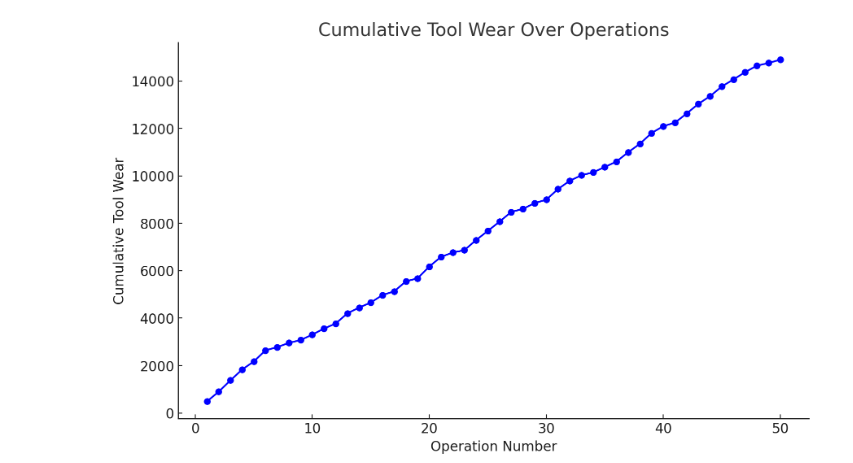 Cumulative Tool Wear Over Operations
14000
12000
10000
8000
6000
4000
2000
0
Cumulative Tool Wear
0 10 20 30 40 50
Operation Number